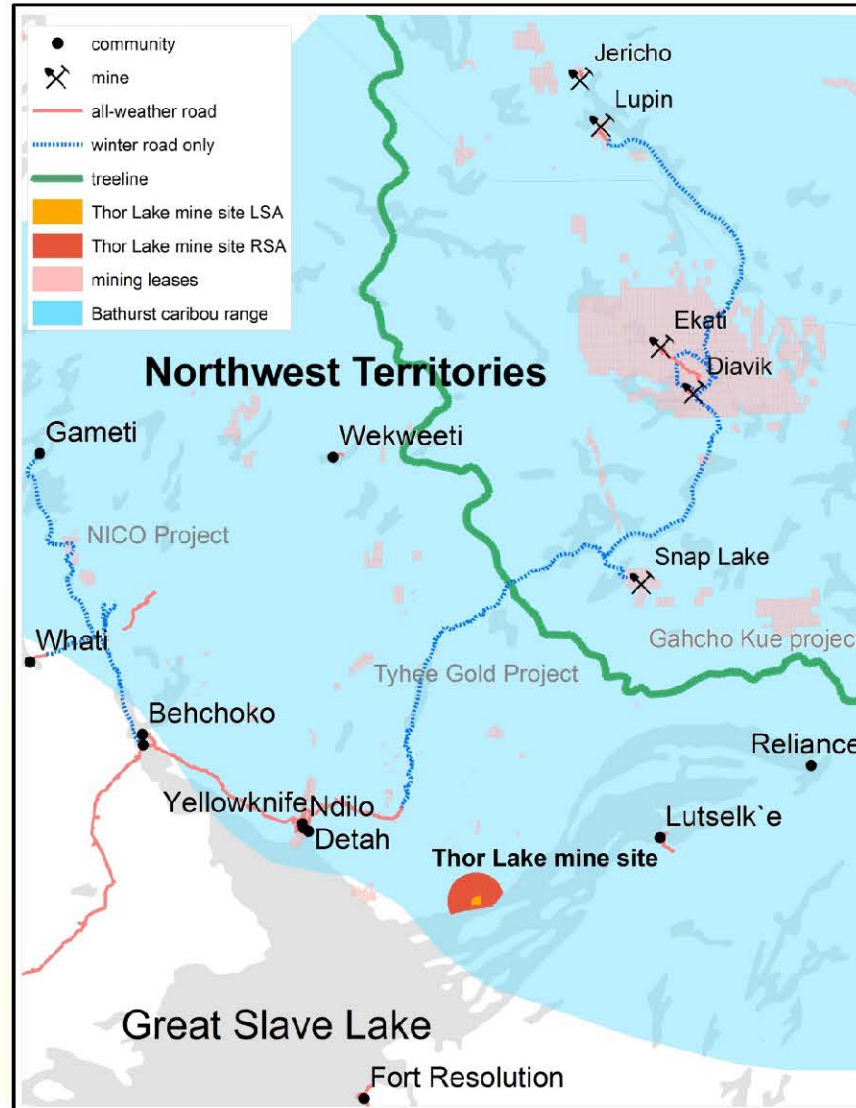 community
mine
all-weather road
winter road only
treeline
Thor Lake mine site LSA
Thor Lake mine site RSA
mining leases
Bathurst caribou range
Jericho
Lupin
Ekati
Diavik
Northwest Territories
Gameti
Wekweeti
NICO Project
Snap Lake
Whati
Gahcho Kue project
Tyhee Gold Project
Behchoko
Reliance
Yellowknife
Ndilo
Detah
Lutselk`e
Thor Lake mine site
Great Slave Lake
Fort Resolution